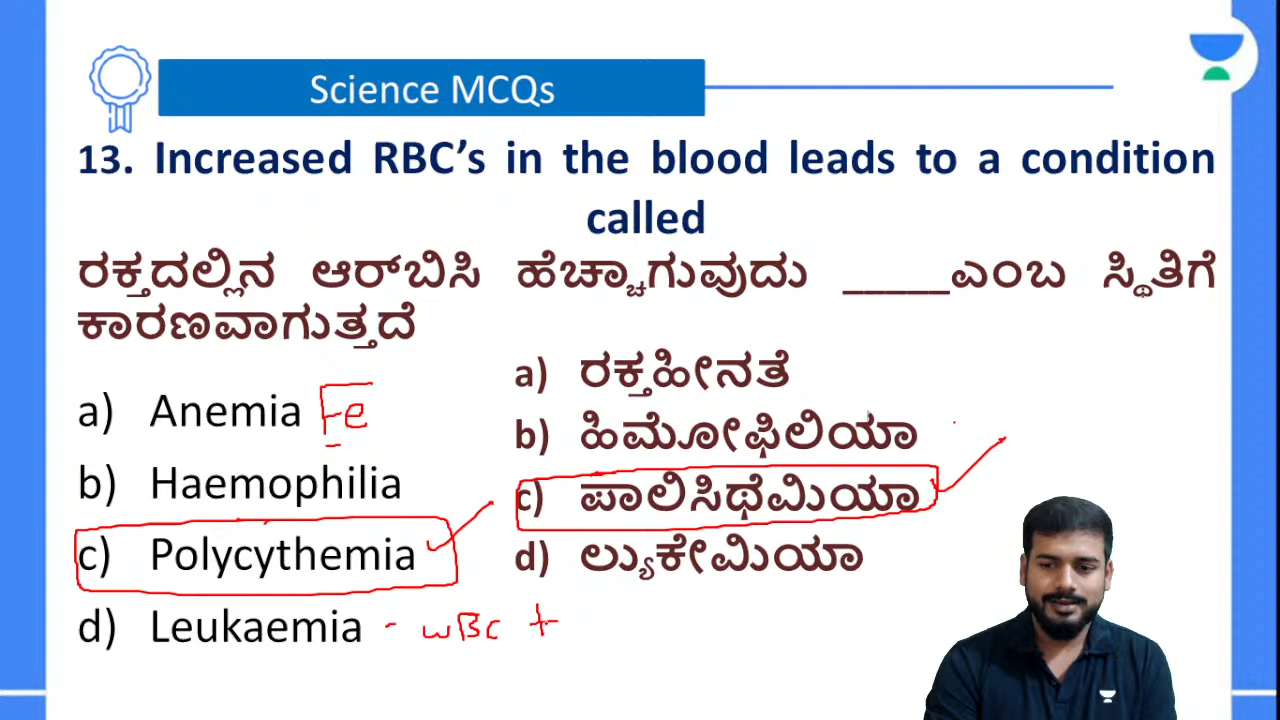 Science MCQs
13. Increased RBC’s in the blood leads to a condition
called
ರಕ್ತದಲ್ಲಿನ ಆರ್‌ಬಿಸಿ ಹೆಚ್ಚಾಗುವುದು _____ಎಂಬ ಸ್ಥಿತಿಗೆ
ಕಾರಣವಾಗುತ್ತದೆ
a) Anemia Fe
b) Haemophilia
c) Polycythemia
d) Leukaemia - WBC +
a) ರಕ್ತಹೀನತೆ
b) ಹಿಮೋಫಿಲಿಯಾ
c) ಪಾಲಿಸಿಥೆಮಿಯಾ
d) ಲ್ಯುಕೇಮಿಯಾ